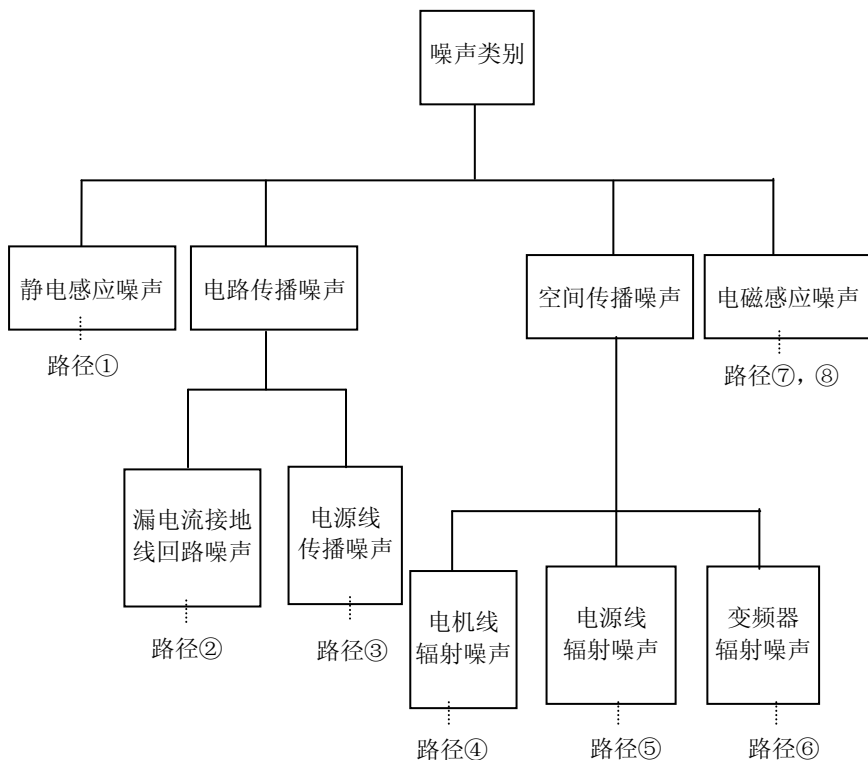 噪声类别
静电感应噪声
电路传播噪声
空间传播噪声
电磁感应噪声
路径①
路径⑦，⑧
漏电流接地
线回路噪声
电源线
传播噪声
路径②
路径③
电机线
辐射噪声
电源线
辐射噪声
变频器
辐射噪声
路径④
路径⑤
路径⑥